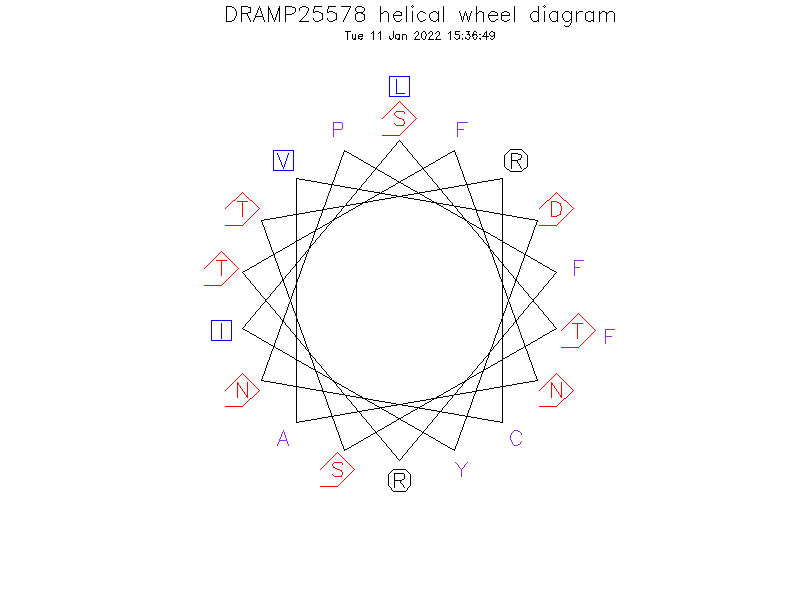 DRAMP25578 helical wheel diagram
Tue 11 Jan 2022 15:36:49
L
S
P F
V R
T D
T F
I T F
N N
A C
S Y
R